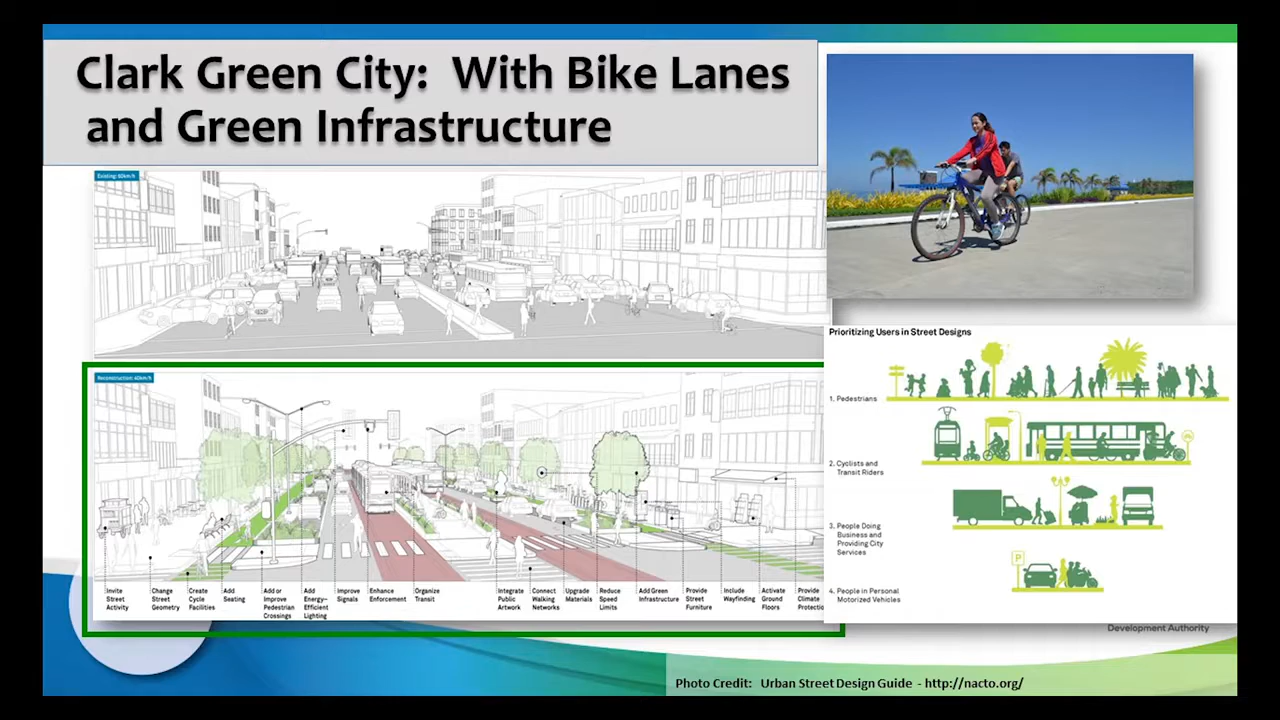 Clark Green City: With Bike Lanes
and Green Infrastructure
Existing: 60km/h
Reconstruction: 40km/h
Invite
Street
Activity
Change
Street
Geometry
Create
Cycle
Facilities
Add
Seating
Add or
Improve
Pedestrian
Crossings
Add
Energy-
Efficient
Lighting
Improve
Signals
Enhance
Enforcement
Organize
Transit
Integrate
Public
Artwork
Connect
Walking
Networks
Upgrade
Materials
Reduce
Speed
Limits
Add Green
Infrastructure
Provide
Street
Furniture
Include
Wayfinding
Activate
Ground
Floors
Provide
Climate
Protectio
Prioritizing Users in Street Designs
1. Pedestrians
2. Cyclists and
Transit Riders
3. People Doing
Business and
Providing City
Services
P
4. People in Personal
Motorized Vehicles
Development Authority
Photo Credit: Urban Street Design Guide - http://nacto.org/